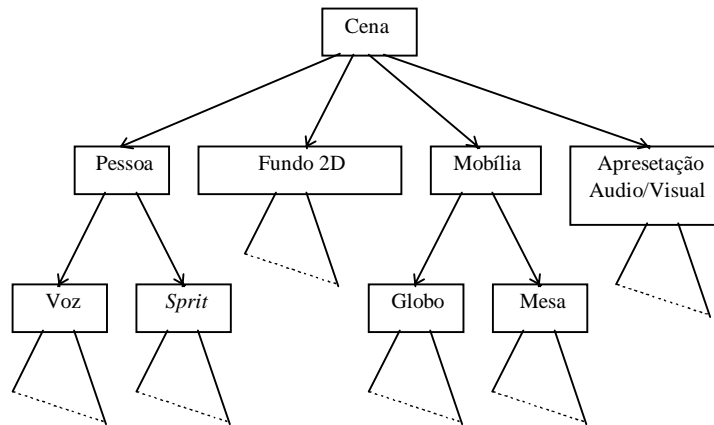 Cena
Pessoa
Fundo 2D
Mobília
Apresetação
Audio/Visual
Voz
Sprit
Globo
Mesa